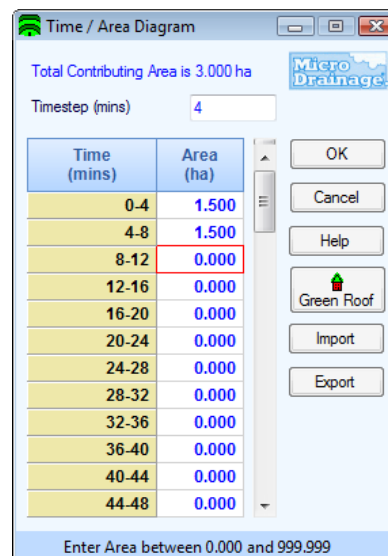 Time / Area Diagram
Total Contributing Area is 3.000 ha
Micro Drainage
Timestep (mins) 4
Time (mins) Area (ha)
0-4 1.500
4-8 1.500
8-12 0.000
12-16 0.000
16-20 0.000
20-24 0.000
24-28 0.000
28-32 0.000
32-36 0.000
36-40 0.000
40-44 0.000
44-48 0.000
OK
Cancel
Help
Green Roof
Import
Export
Enter Area between 0.000 and 999.999